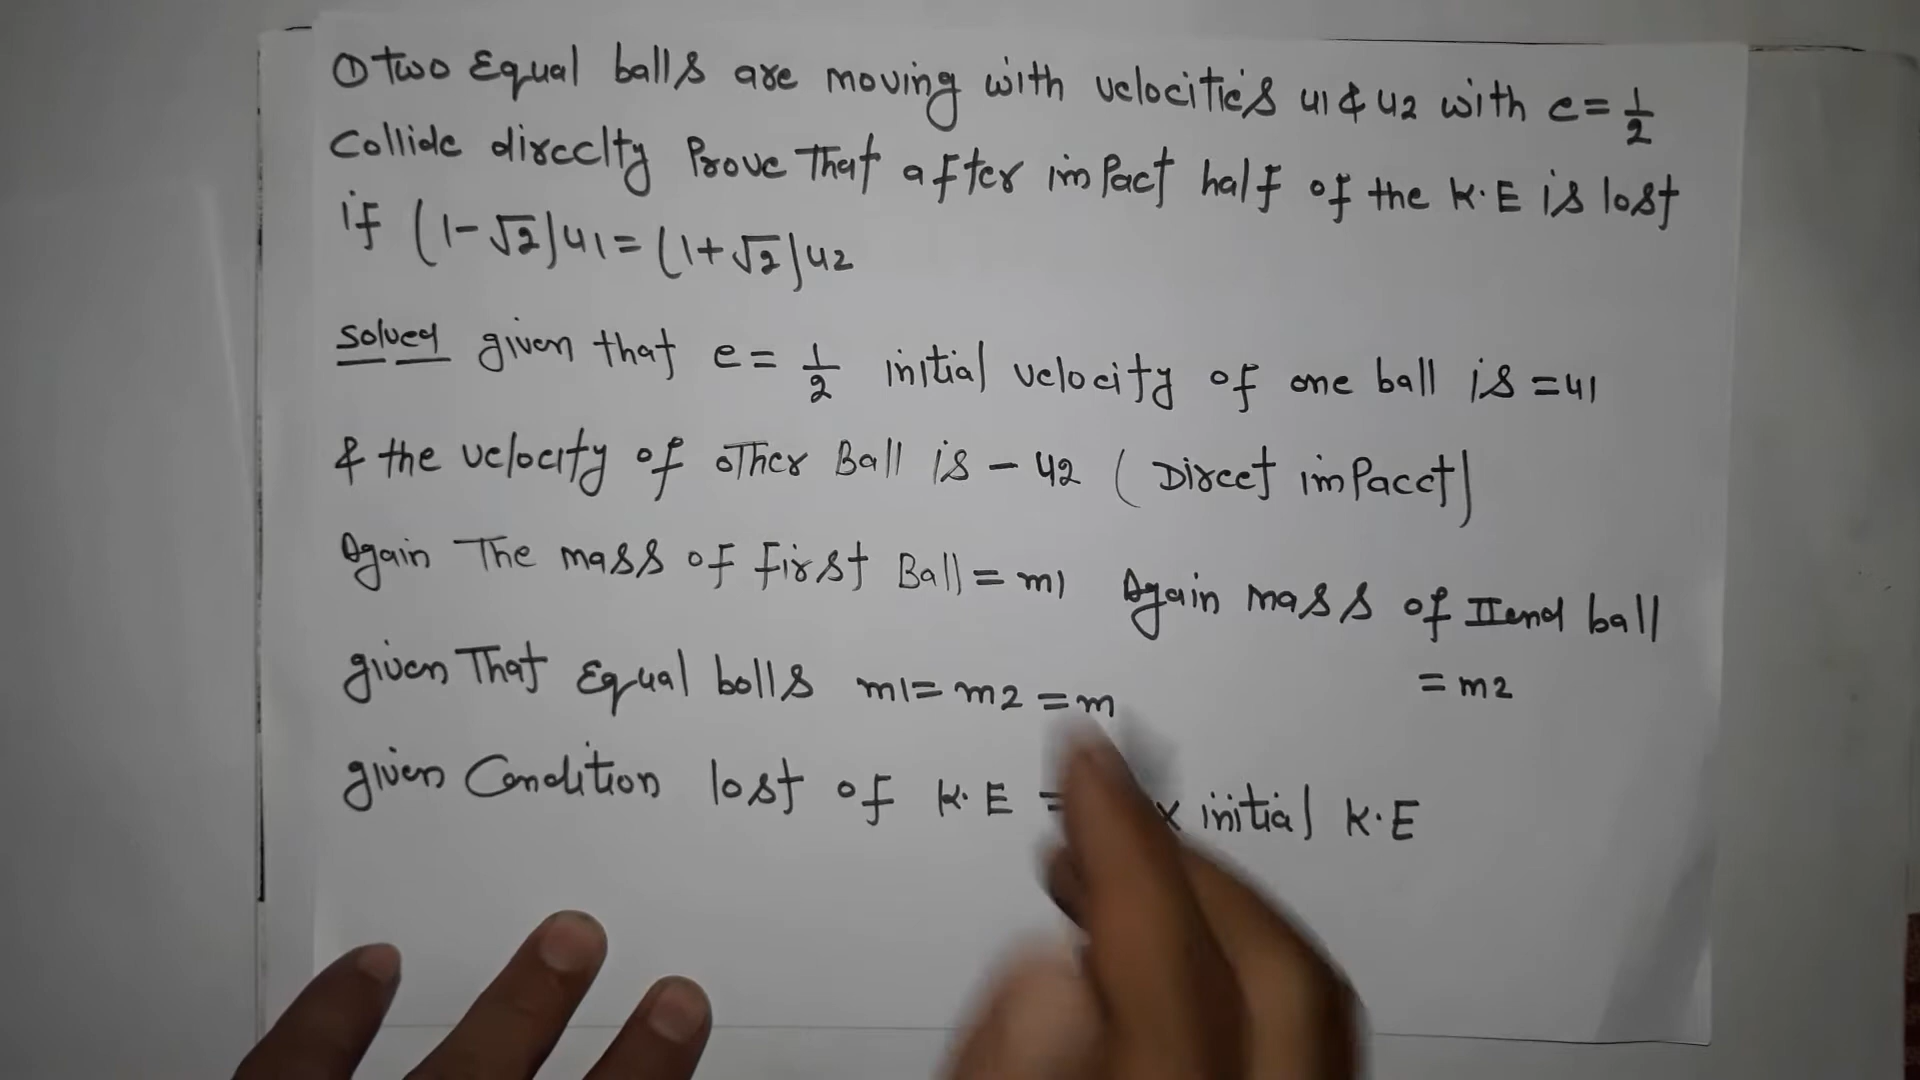 ① two Equal balls are moving with velocities u1 & u2 with e = 1/2
Collide direclty Prove That after imPact half of the K.E is lost
if (1-√2)u1 = (1+√2)u2
Solved given that e = 1/2 initial velocity of one ball is = u1
& the velocity of oTher Ball is - u2 (Direct imPacct)
Again The mass of First Ball = m1 Again mass of IIend ball
= m2
given That Equal bolls m1 = m2 = m
given Condition lost of K.E = x initial K.E